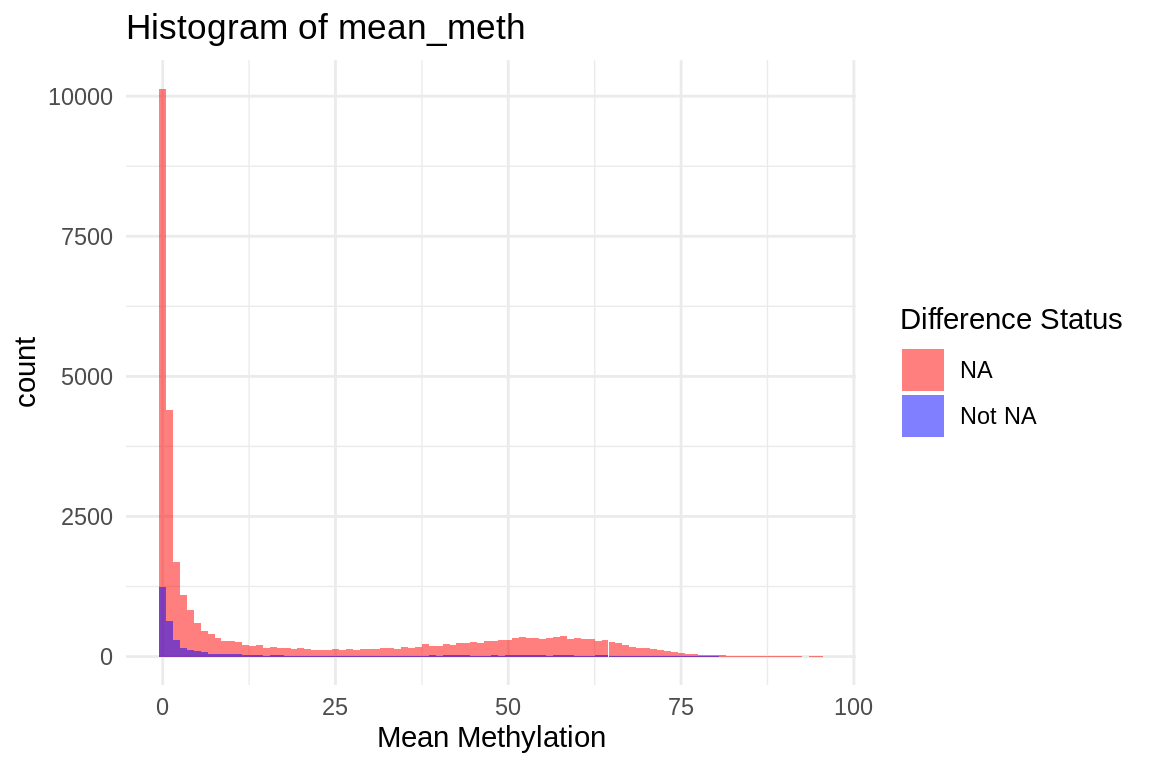 Histogram of mean_meth
10000
7500
5000
2500
0
count
0 25 50 75 100
Mean Methylation
Difference Status
NA
Not NA